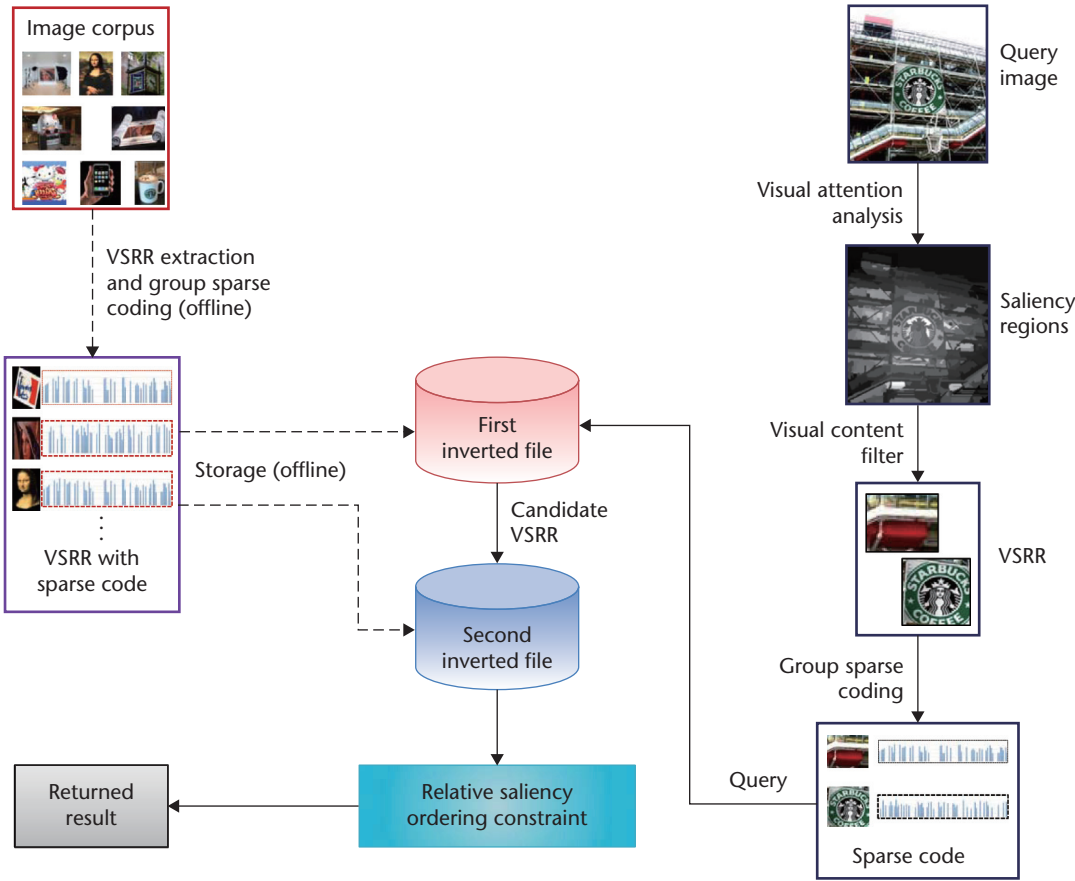 Image corpus
VSRR extraction
and group sparse
coding (offline)
VSRR with
sparse code
Storage (offline)
First
inverted file
Candidate
VSRR
Second
inverted file
Relative saliency
ordering constraint
Returned
result
Query
image
STARBUCKS
COFFEE
Visual attention
analysis
Saliency
regions
Visual content
filter
VSRR
STARBUCKS
COFFEE
Group sparse
coding
Query
Sparse code